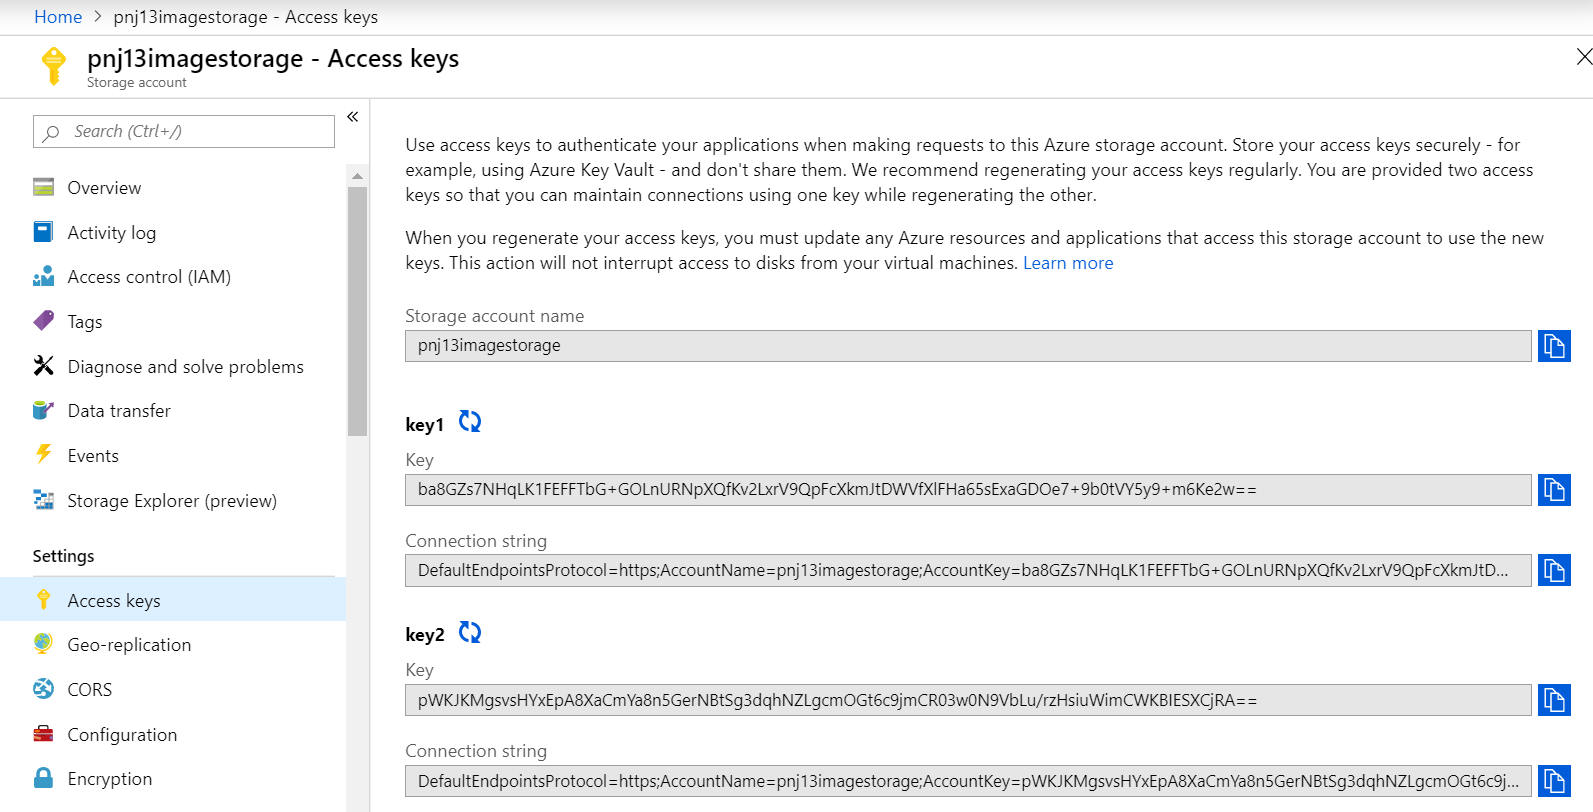 Home > pnj13imagestorage - Access keys
pnj13imagestorage - Access keys
Storage account
Search (Ctrl+/)
Overview
Activity log
Access control (IAM)
Tags
Diagnose and solve problems
Data transfer
Events
Storage Explorer (preview)
Settings
Access keys
Geo-replication
CORS
Configuration
Encryption
Use access keys to authenticate your applications when making requests to this Azure storage account. Store your access keys securely - for
example, using Azure Key Vault - and don't share them. We recommend regenerating your access keys regularly. You are provided two access
keys so that you can maintain connections using one key while regenerating the other.
When you regenerate your access keys, you must update any Azure resources and applications that access this storage account to use the new
keys. This action will not interrupt access to disks from your virtual machines. Learn more
Storage account name
pnj13imagestorage
key1
Key
ba8GZs7NHqLK1FEFFTbG+GOLnURNpXQfKv2LxrV9QpFcXkmJtDWVfXlFHa65sExaGDOe7+9b0tVY5y9+m6Ke2w==
Connection string
DefaultEndpointsProtocol=https;AccountName=pnj13imagestorage;AccountKey=ba8GZs7NHqLK1FEFFTbG+GOLnURNpXQfKv2LxrV9QpFcXkmJtD...
key2
Key
pWKJKMgsvsHYxEpA8XaCmYa8n5GerNBtSg3dqhNZLgcmOGt6c9jmCR03w0N9VbLu/rzHsiuWimCWKBIESXCjRA==
Connection string
DefaultEndpointsProtocol=https;AccountName=pnj13imagestorage;AccountKey=pWKJKMgsvsHYxEpA8XaCmYa8n5GerNBtSg3dqhNZLgcmOGt6c9j...